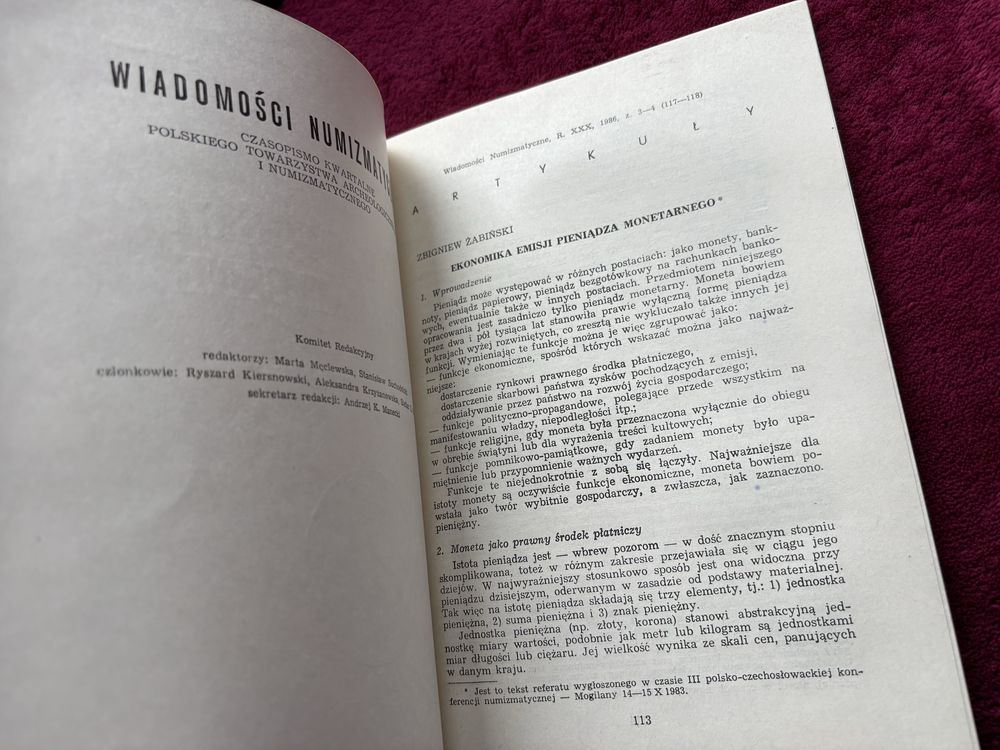 WIADOMOŚCI NUMIZMATYC
CZASOPISMO KWARTALNE
POLSKIEGO TOWARZYSTWA ARCHEOLOGICZN
I NUMIZMATYCZNEGO
Komitet Redakcyjny
redaktorzy: Marta Męclewska, Stanisław
członkowie: Ryszard Kiersnowski, Aleksandra Krzyżanowska,
sekretarz redakcji: Andrzej K.
Wiadomości Numizmatyczne, R. XXX, 1986, z. 3—4 (117—118)
A R T Y K U Ł Y
ZBIGNIEW ŻABIŃSKI
EKONOMIKA EMISJI PIENIĄDZA MONETARNEGO *
1. Wprowadzenie
Pieniądz może występować w różnych postaciach: jako monety, bank-
noty, pieniądz papierowy, pieniądz bezgotówkowy na rachunkach banko-
wych, ewentualnie także w innych postaciach. Przedmiotem niniejszego
opracowania jest zasadniczo tylko pieniądz monetarny. Moneta bowiem
przez dwa i pół tysiąca lat stanowiła prawie wyłączną formę pieniądza
w krajach wyżej rozwiniętych, co zresztą nie wykluczało także innych jej
funkcji. Wymieniając te funkcje można je więc zgrupować jako:
— funkcje ekonomiczne, spośród których wskazać można jako najważ-
niejsze:
dostarczenie rynkowi prawnego środka płatniczego,
dostarczenie skarbowi państwa zysków pochodzących z emisji,
oddziaływanie przez państwo na rozwój życia gospodarczego;
— funkcje polityczno-propagandowe, polegające przede wszystkim na
manifestowaniu władzy, niepodległości itp.;
— funkcje religijne, gdy moneta była przeznaczona wyłącznie do obiegu
w obrębie świątyni lub dla wyrażenia treści kultowych;
— funkcje pomnikowo-pamiątkowe, gdy zadaniem monety było upa-
miętnienie lub przypomnienie ważnych wydarzeń.
Funkcje te niejednokrotnie z sobą się łączyły. Najważniejsze dla
istoty monety są oczywiście funkcje ekonomiczne, moneta bowiem po-
wstała jako twór wybitnie gospodarczy, a zwłaszcza, jak zaznaczono.
pieniężny.
2. Moneta jako prawny środek płatniczy
Istota pieniądza jest — wbrew pozorom — w dość znacznym stopniu
skomplikowana, toteż w różnym zakresie przejawiała się w ciągu jego
dziejów. W najwyraźniejszy stosunkowo sposób jest ona widoczna przy
pieniądzu dzisiejszym, oderwanym w zasadzie od podstawy materialnej.
Tak więc na istotę pieniądza składają się trzy elementy, tj.: 1) jednostka
pieniężna, 2) suma pieniężna i 3) znak pieniężny.
Jednostka pieniężna (np. złoty, korona) stanowi abstrakcyjną jed-
nostkę miary wartości, podobnie jak metr lub kilogram są jednostkami
miar długości lub ciężaru. Jej wielkość wynika ze skali cen, panujących
w danym kraju.
* Jest to tekst referatu wygłoszonego w czasie III polsko-czechosłowackiej kon-
ferencji numizmatycznej — Mogilany 14—15 X 1983.
113